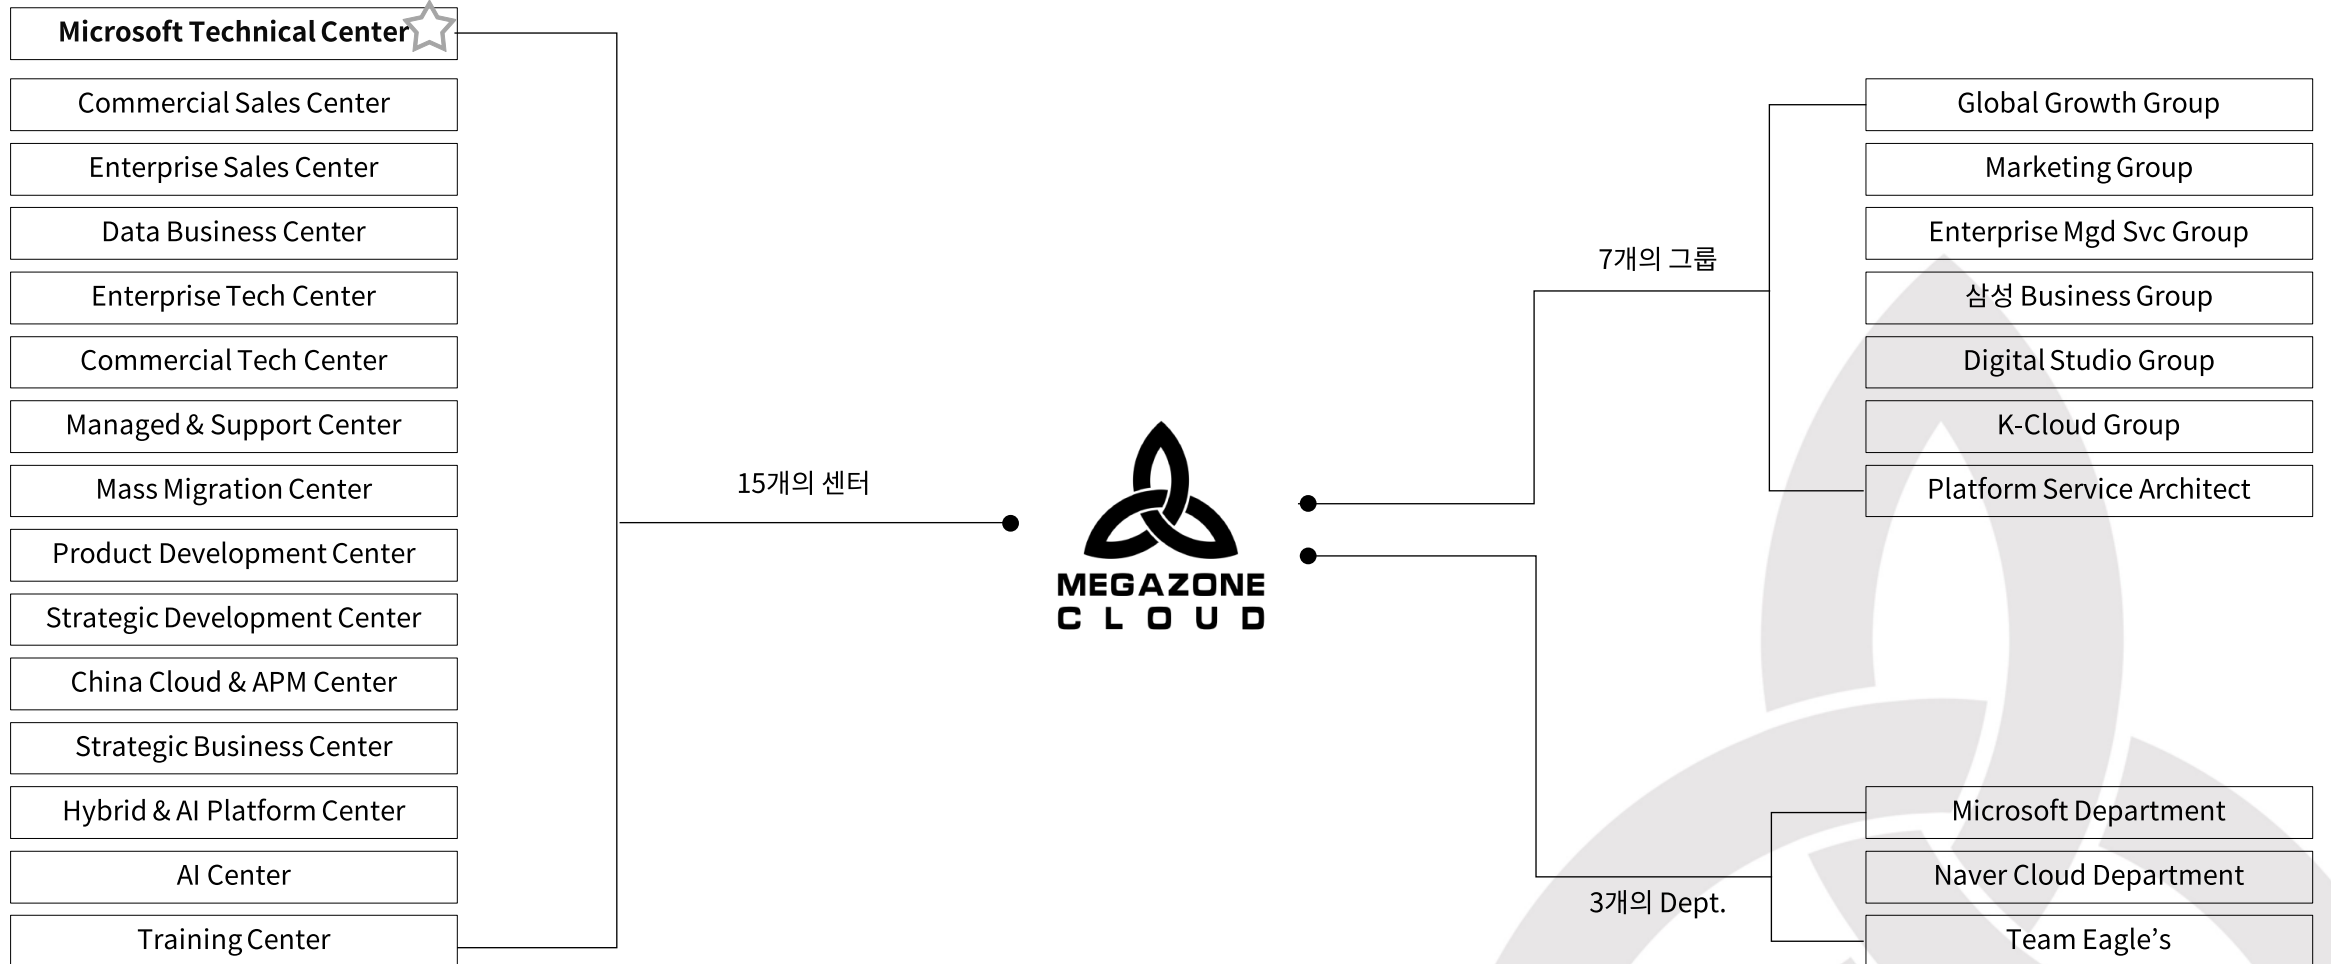 Microsoft Technical Center
Commercial Sales Center
Enterprise Sales Center
Data Business Center
Enterprise Tech Center
Commercial Tech Center
Managed & Support Center
Mass Migration Center
Product Development Center
Strategic Development Center
China Cloud & APM Center
Strategic Business Center
Hybrid & AI Platform Center
AI Center
Training Center
15개의 센터
MEGAZONE
CLOUD
7개의 그룹
Global Growth Group
Marketing Group
Enterprise Mgd Svc Group
삼성 Business Group
Digital Studio Group
K-Cloud Group
Platform Service Architect
3개의 Dept.
Microsoft Department
Naver Cloud Department
Team Eagle’s